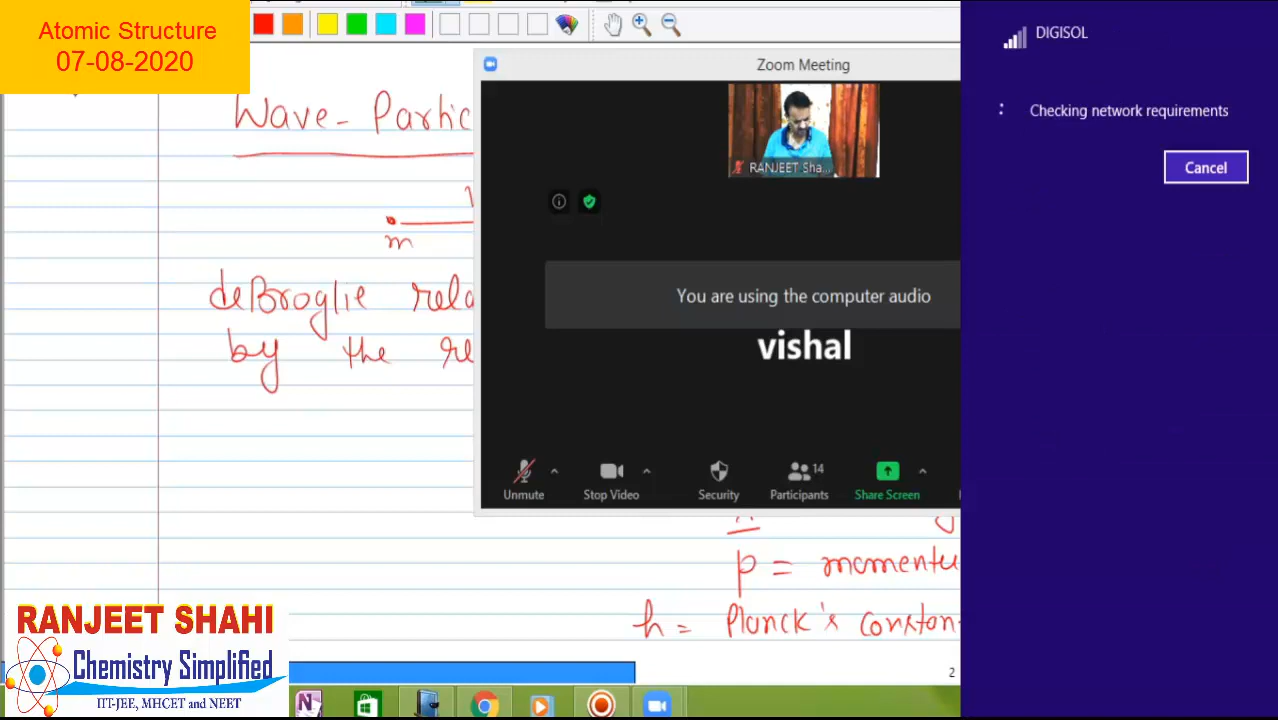 Atomic Structure
07-08-2020
Wave-Partic
m
deBroglie rela
by the re
Zoom Meeting
RANJEET Sha...
You are using the computer audio
vishal
Unmute
Stop Video
Security
14
Participants
Share Screen
p = momentu
h = Planck's constan
2
DIGISOL
Checking network requirements
Cancel
RANJEET SHAHI
Chemistry Simplified
IIT-JEE, MHCET and NEET